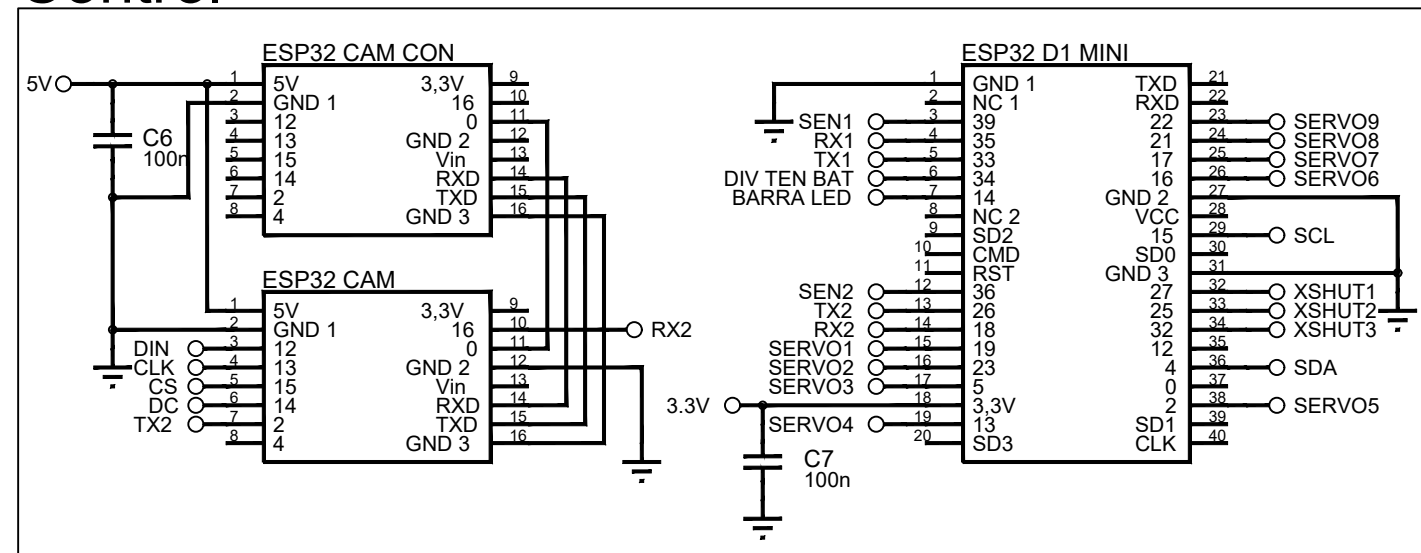 Control
ESP32 CAM CON
5V
1 5V 3,3V 9
2 GND 1 16 10
3 12 0 11
4 13 GND 2 12
5 15 Vin 13
6 14 RXD 14
7 2 TXD 15
8 4 GND 3 16
C6
100n
ESP32 CAM
1 5V 3,3V 9
2 GND 1 16 10 RX2
DIN 3 12 0 11
CLK 4 13 GND 2 12
CS 5 15 Vin 13
DC 6 14 RXD 14
TX2 7 2 TXD 15
8 4 GND 3 16
ESP32 D1 MINI
1 GND 1 TXD 21
2 NC 1 RXD 22
SEN1 3 39 22 23 SERVO9
RX1 4 35 21 24 SERVO8
TX1 5 33 17 25 SERVO7
DIV TEN BAT 6 34 16 26 SERVO6
BARRA LED 7 14 GND 2 27
8 NC 2 VCC 28
9 SD2 15 29 SCL
10 CMD SD0 30
11 RST GND 3 31
SEN2 12 36 27 32 XSHUT1
TX2 13 26 25 33 XSHUT2
RX2 14 18 32 34 XSHUT3
SERVO1 15 19 12 35
SERVO2 16 23 4 36 SDA
SERVO3 17 5 0 37
3.3V 18 3,3V 2 38 SERVO5
SERVO4 19 13 SD1 39
20 SD3 CLK 40
C7
100n